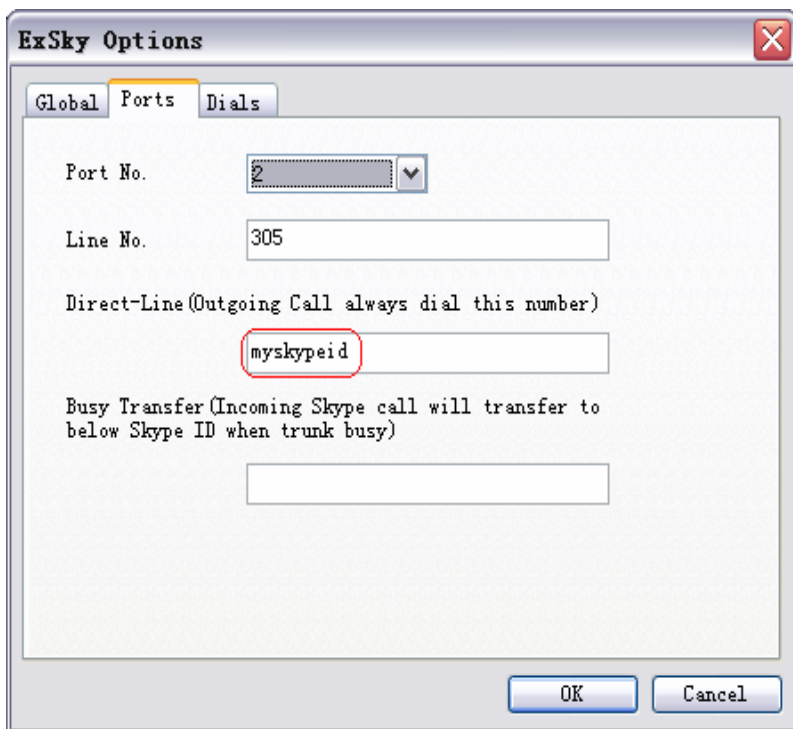 ExSky Options
Global Ports Dials
Port No. 2
Line No. 305
Direct-Line(Outgoing Call always dial this number)
myskypeid
Busy Transfer(Incoming Skype call will transfer to
below Skype ID when trunk busy)
OK Cancel